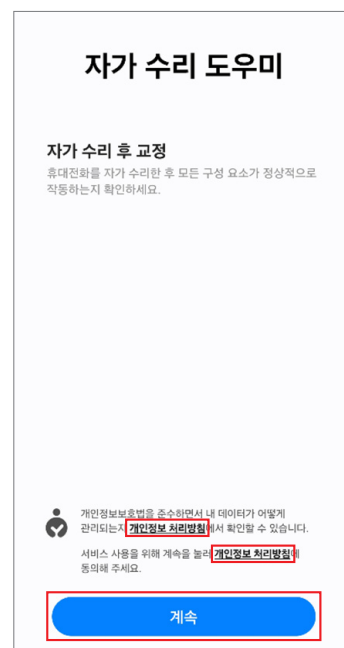 자가 수리 도우미
자가 수리 후 교정
휴대전화를 자가 수리한 후 모든 구성 요소가 정상적으로
작동하는지 확인하세요.
개인정보보호법을 준수하면서 내 데이터가 어떻게
관리되는지 개인정보 처리방침에서 확인할 수 있습니다.
서비스 사용을 위해 계속을 눌러 개인정보 처리방침에
동의해 주세요.
계속